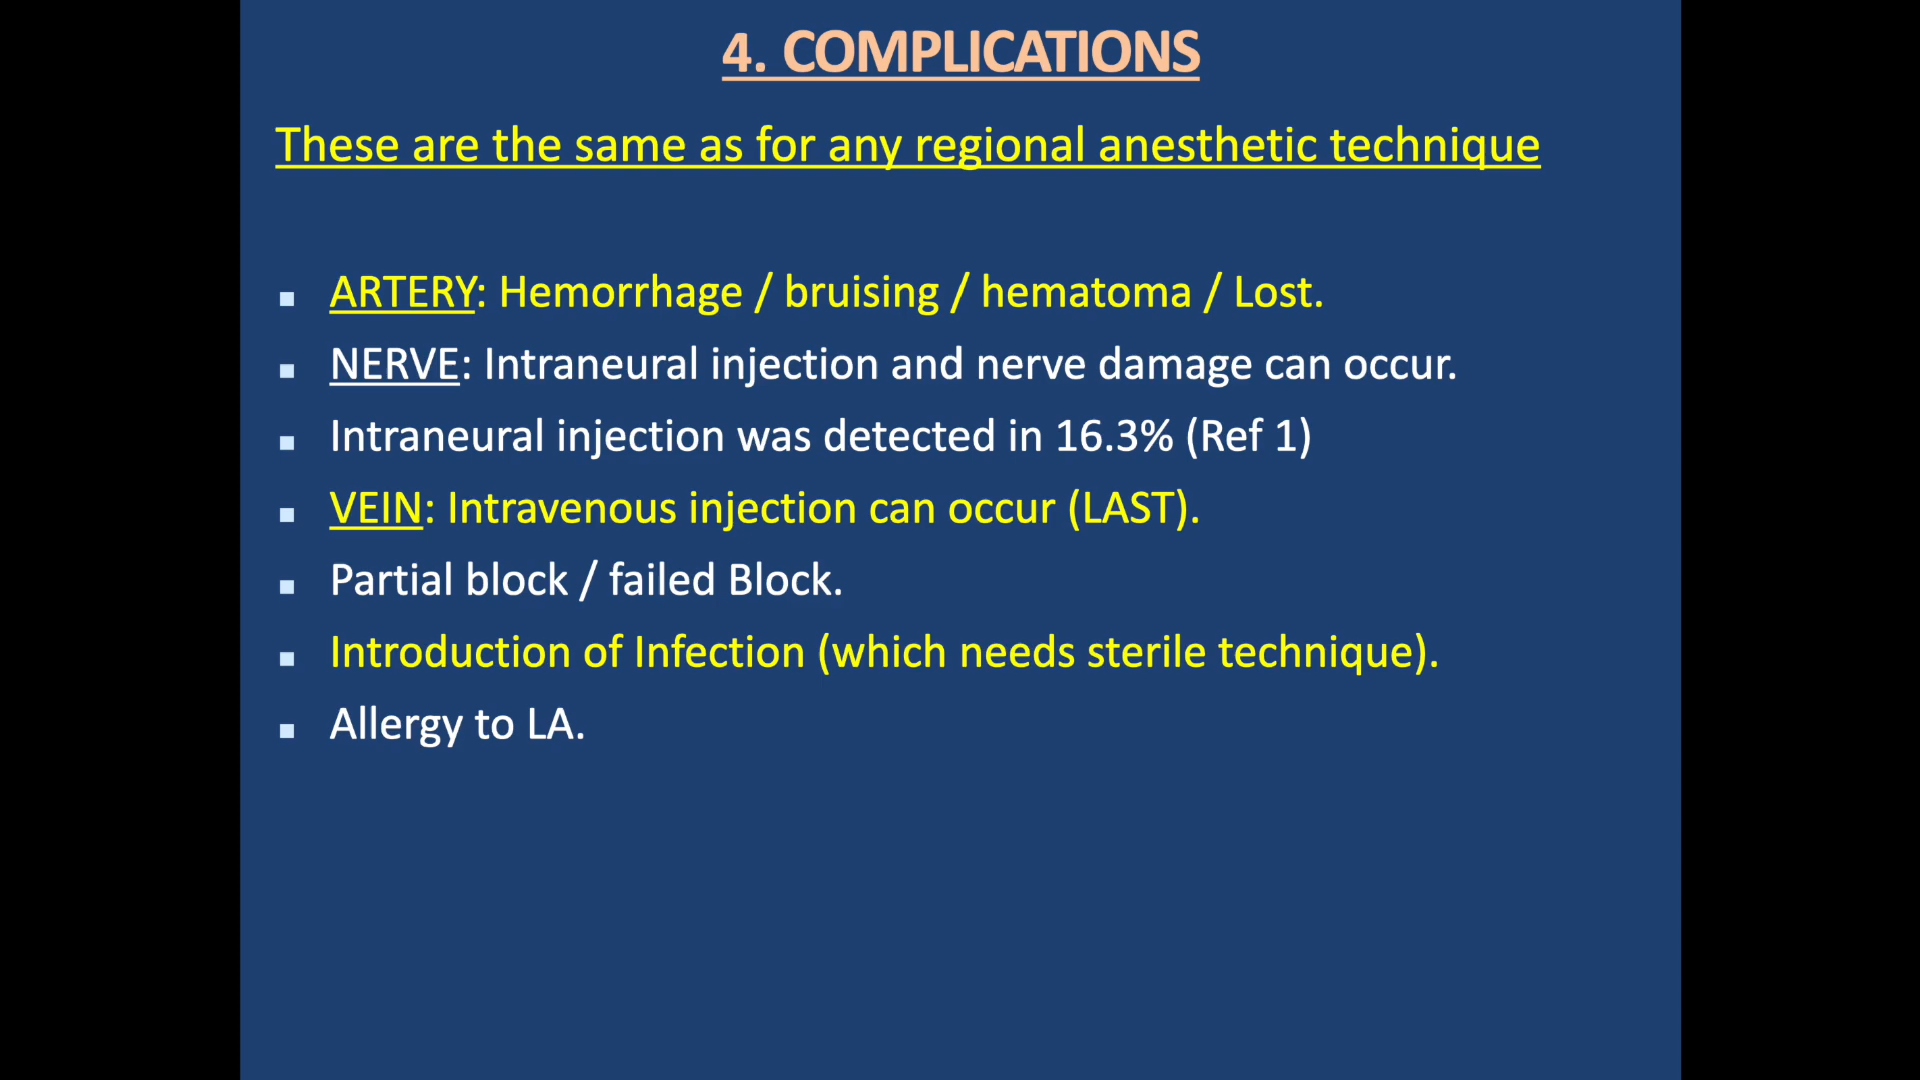 4. COMPLICATIONS
These are the same as for any regional anesthetic technique
ARTERY: Hemorrhage / bruising / hematoma / Lost.
NERVE: Intraneural injection and nerve damage can occur.
Intraneural injection was detected in 16.3% (Ref 1)
VEIN: Intravenous injection can occur (LAST).
Partial block / failed Block.
Introduction of Infection (which needs sterile technique).
Allergy to LA.